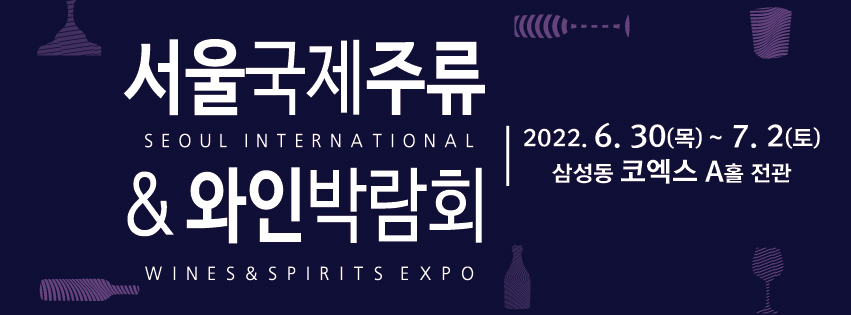 서울국제주류
SEOUL INTERNATIONAL
& 와인박람회
WINES&SPIRITS EXPO
2022. 6. 30(목) ~ 7. 2(토)
삼성동 코엑스 A홀 전관